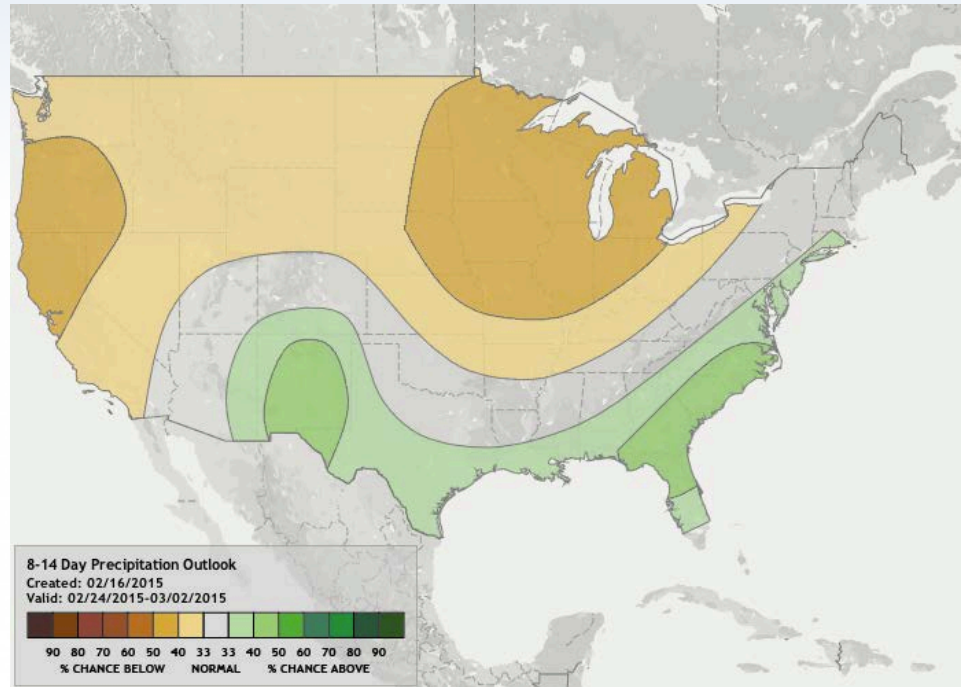 8-14 Day Precipitation Outlook
Created: 02/16/2015
Valid: 02/24/2015-03/02/2015
90 80 70 60 50 40 33 33 40 50 60 70 80 90
% CHANCE BELOW NORMAL % CHANCE ABOVE